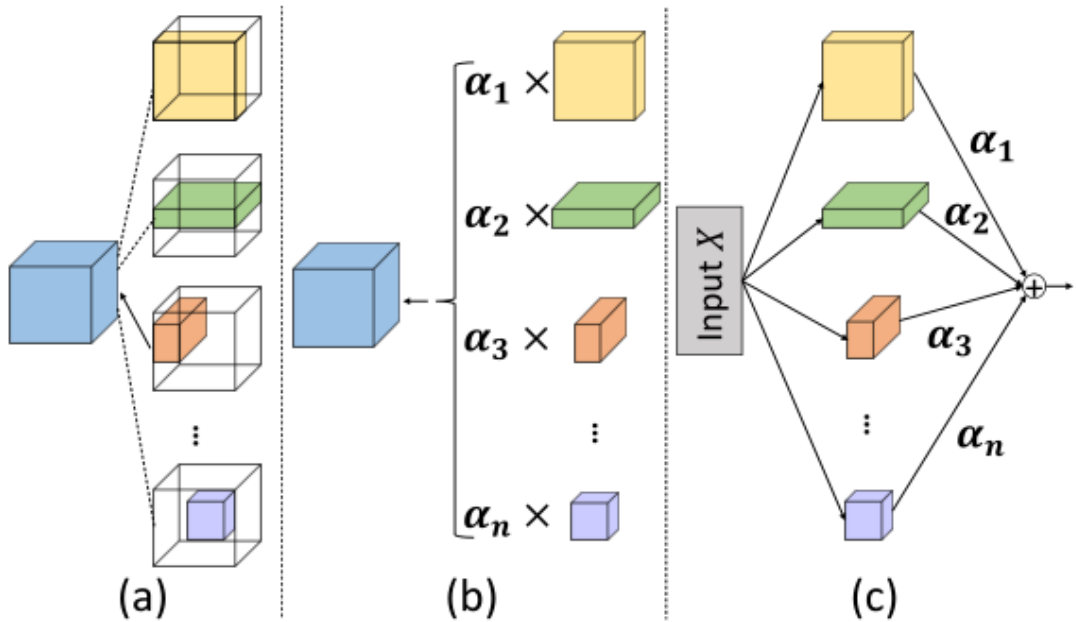 α₁ ×
α₂ ×
α₃ ×
⋮
αₙ ×
Input X
α₁
α₂
α₃
αₙ
⋮
+
⋮
(a)
(b)
(c)